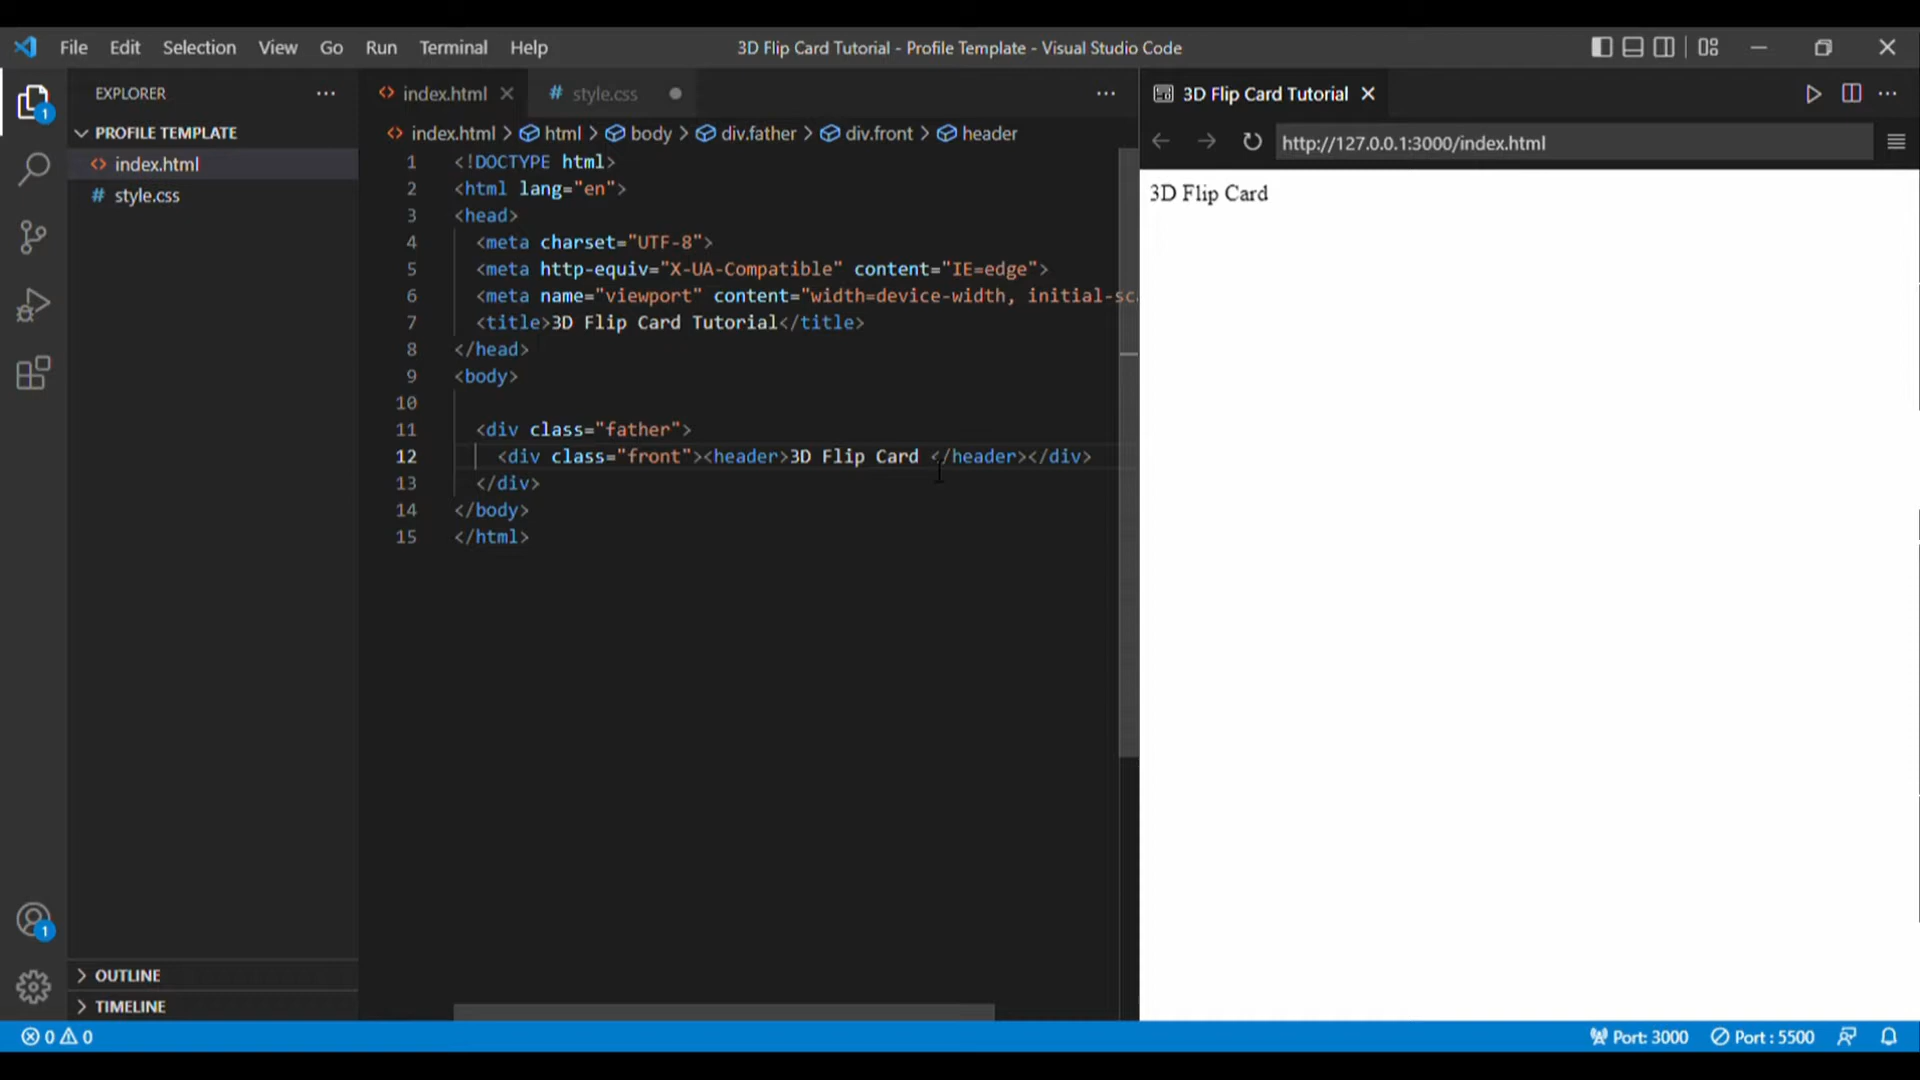 File Edit Selection View Go Run Terminal Help
3D Flip Card Tutorial - Profile Template - Visual Studio Code
EXPLORER
PROFILE TEMPLATE
index.html
style.css
OUTLINE
TIMELINE
index.html
style.css
index.html > html > body > div.father > div.front > header
1 <!DOCTYPE html>
2 <html lang="en">
3 <head>
4 <meta charset="UTF-8">
5 <meta http-equiv="X-UA-Compatible" content="IE=edge">
6 <meta name="viewport" content="width=device-width, initial-sc
7 <title>3D Flip Card Tutorial</title>
8 </head>
9 <body>
10
11 <div class="father">
12 <div class="front"><header>3D Flip Card </header></div>
13 </div>
14 </body>
15 </html>
3D Flip Card Tutorial
http://127.0.0.1:3000/index.html
3D Flip Card
1
1
0 0
Port: 3000
Port : 5500